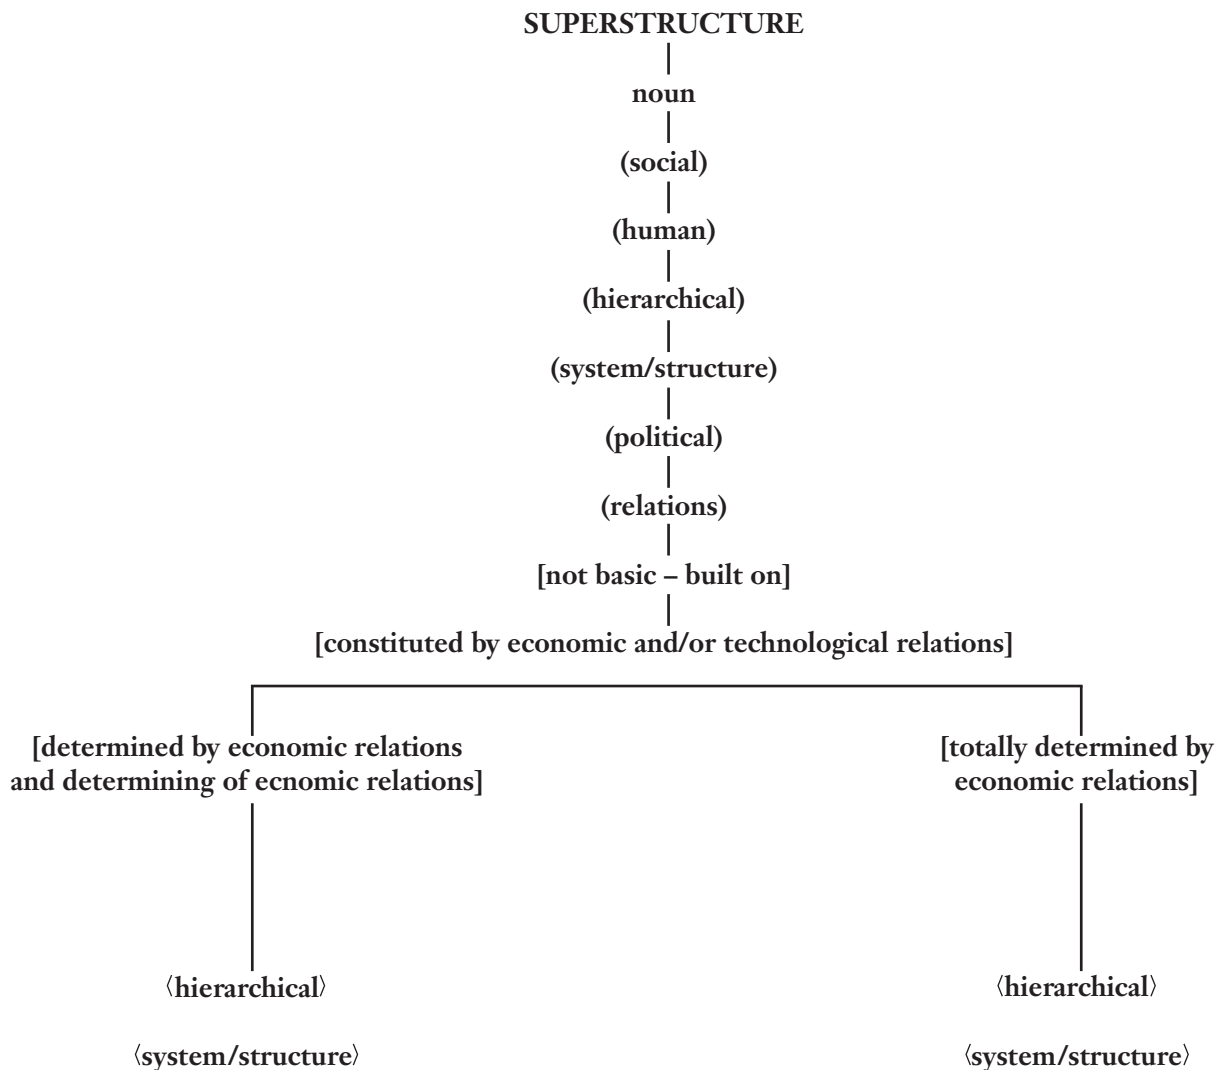 SUPERSTRUCTURE
noun
(social)
(human)
(hierarchical)
(system/structure)
(political)
(relations)
[not basic – built on]
[constituted by economic and/or technological relations]
[determined by economic relations
and determining of ecnomic relations]
[totally determined by
economic relations]
〈hierarchical〉
〈hierarchical〉
〈system/structure〉
〈system/structure〉